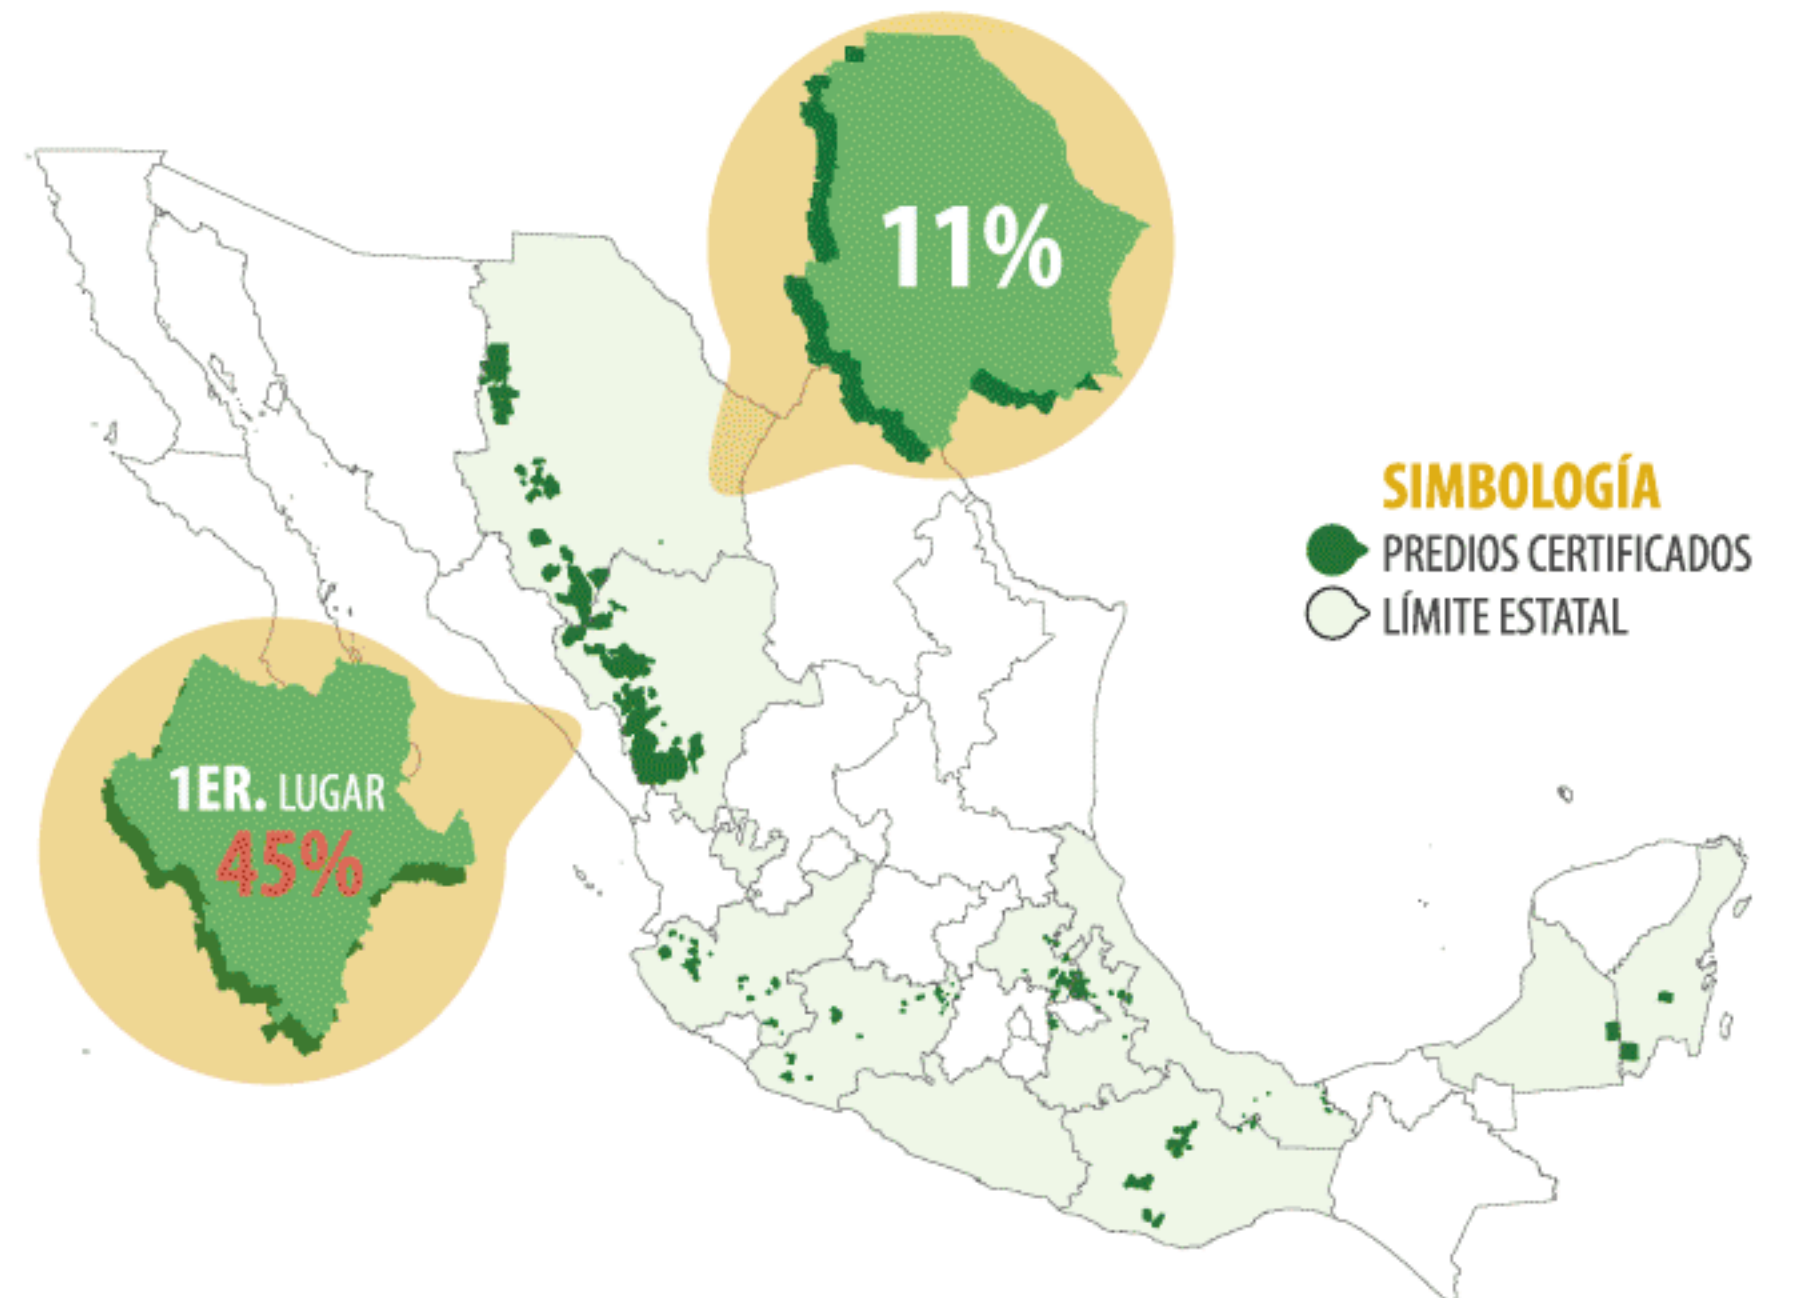 11%
1ER. LUGAR
45%
SIMBOLOGÍA
PREDIOS CERTIFICADOS
LÍMITE ESTATAL